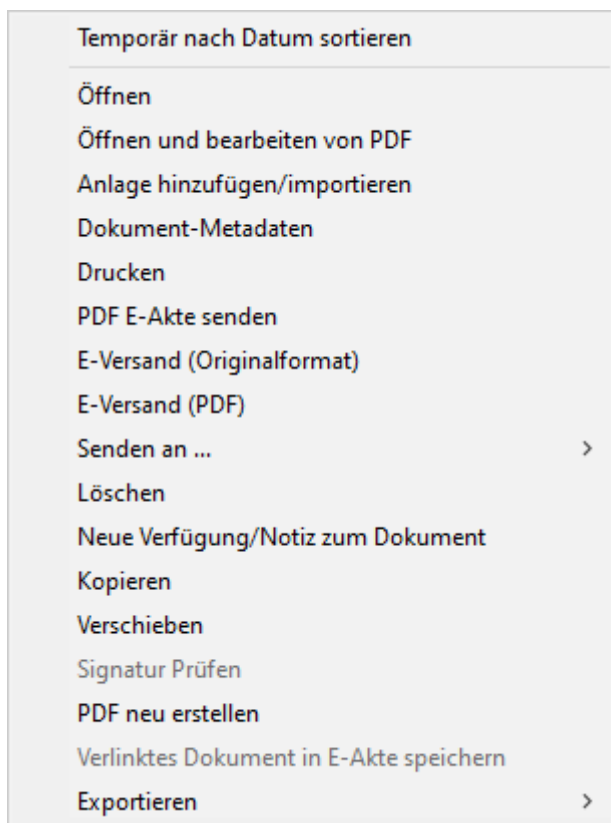 Temporär nach Datum sortieren
Öffnen
Öffnen und bearbeiten von PDF
Anlage hinzufügen/importieren
Dokument-Metadaten
Drucken
PDF E-Akte senden
E-Versand (Originalformat)
E-Versand (PDF)
Senden an ...
Löschen
Neue Verfügung/Notiz zum Dokument
Kopieren
Verschieben
Signatur Prüfen
PDF neu erstellen
Verlinktes Dokument in E-Akte speichern
Exportieren